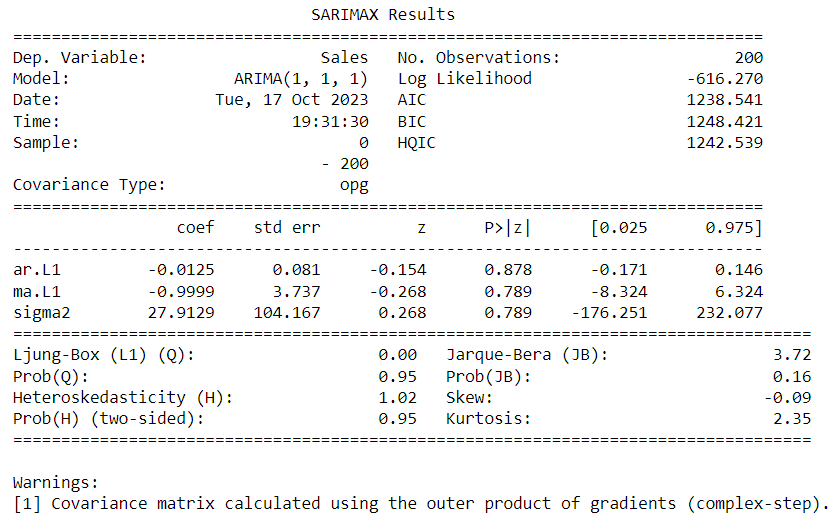 SARIMAX Results
==============================================================================
Dep. Variable:                  Sales   No. Observations:                  200
Model:                 ARIMA(1, 1, 1)   Log Likelihood                -616.270
Date:                Tue, 17 Oct 2023   AIC                           1238.541
Time:                        19:31:30   BIC                           1248.421
Sample:                             0   HQIC                          1242.539
                                - 200
Covariance Type:                  opg
==============================================================================
                 coef    std err          z      P>|z|      [0.025      0.975]
------------------------------------------------------------------------------
ar.L1         -0.0125      0.081     -0.154      0.878      -0.171       0.146
ma.L1         -0.9999      3.737     -0.268      0.789      -8.324       6.324
sigma2        27.9129    104.167      0.268      0.789    -176.251     232.077
===================================================================================
Ljung-Box (L1) (Q):                   0.00   Jarque-Bera (JB):                 3.72
Prob(Q):                              0.95   Prob(JB):                         0.16
Heteroskedasticity (H):               1.02   Skew:                            -0.09
Prob(H) (two-sided):                  0.95   Kurtosis:                         2.35
===================================================================================
Warnings:
[1] Covariance matrix calculated using the outer product of gradients (complex-step).